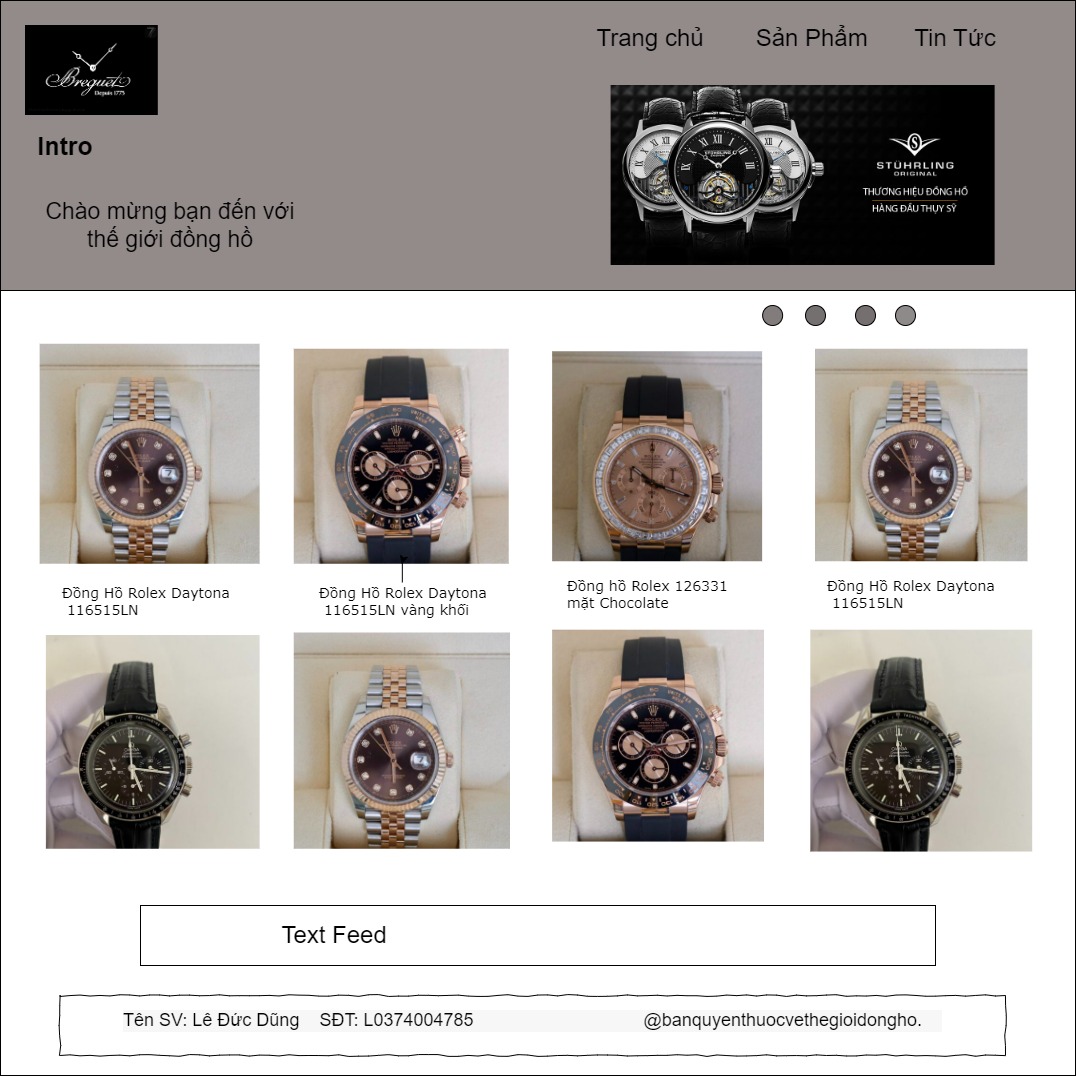 7
Breguet
Depuis 1775
Trang chủ
Sản Phẩm
Tin Tức
Intro
Chào mừng bạn đến với
thế giới đồng hồ
STÜHRLING
ORIGINAL
THƯƠNG HIỆU ĐỒNG HỒ
HÀNG ĐẦU THỤY SỸ
Đồng Hồ Rolex Daytona
116515LN
Đồng Hồ Rolex Daytona
116515LN vàng khối
Đồng hồ Rolex 126331
mặt Chocolate
Đồng Hồ Rolex Daytona
116515LN
Text Feed
Tên SV: Lê Đức Dũng SĐT: L0374004785
@banquyenthuocvethegioidongho.